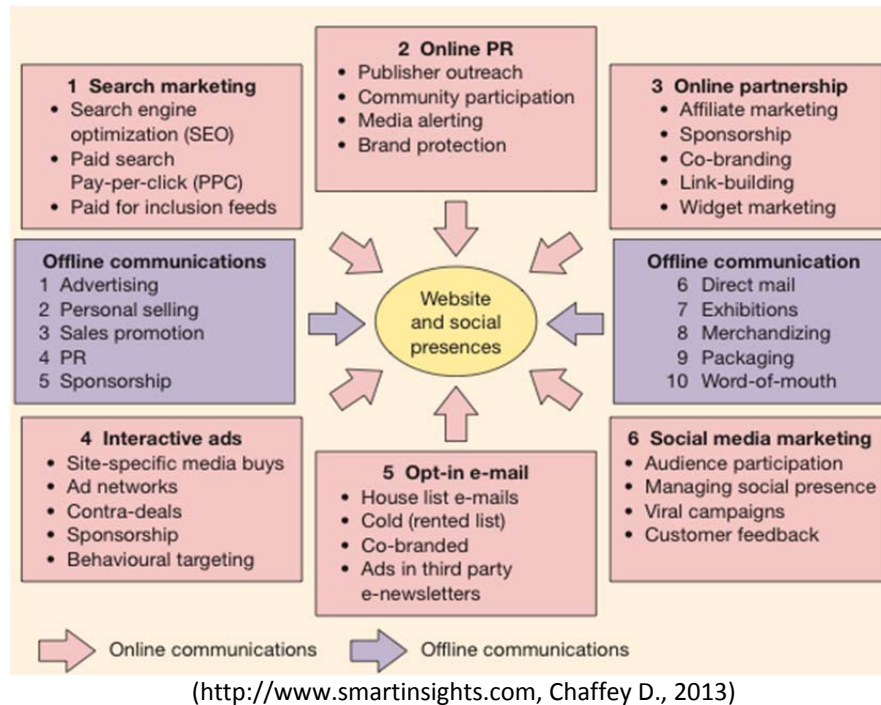 1 Search marketing
• Search engine
optimization (SEO)
• Paid search
Pay-per-click (PPC)
• Paid for inclusion feeds
2 Online PR
• Publisher outreach
• Community participation
• Media alerting
• Brand protection
3 Online partnership
• Affiliate marketing
• Sponsorship
• Co-branding
• Link-building
• Widget marketing
Offline communications
1 Advertising
2 Personal selling
3 Sales promotion
4 PR
5 Sponsorship
Website
and social
presences
Offline communication
6 Direct mail
7 Exhibitions
8 Merchandizing
9 Packaging
10 Word-of-mouth
4 Interactive ads
• Site-specific media buys
• Ad networks
• Contra-deals
• Sponsorship
• Behavioural targeting
5 Opt-in e-mail
• House list e-mails
• Cold (rented list)
• Co-branded
• Ads in third party
e-newsletters
6 Social media marketing
• Audience participation
• Managing social presence
• Viral campaigns
• Customer feedback
Online communications
Offline communications
(http://www.smartinsights.com, Chaffey D., 2013)